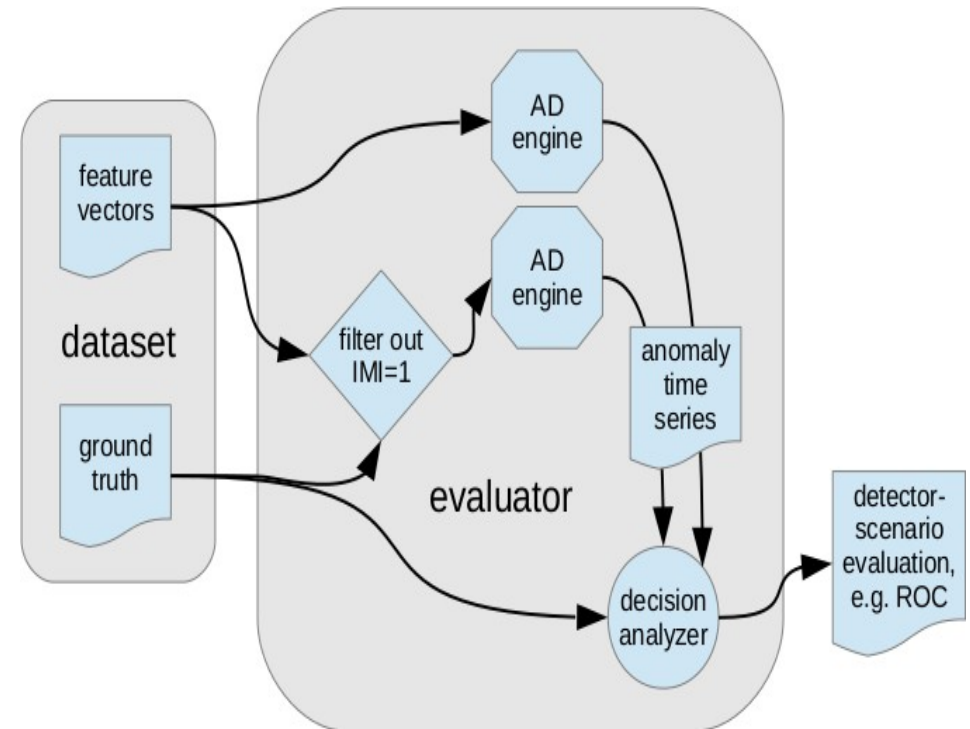 feature
vectors
dataset
ground
truth
AD
engine
AD
engine
filter out
IMI=1
anomaly
time
series
evaluator
decision
analyzer
detector-
scenario
evaluation,
e.g. ROC